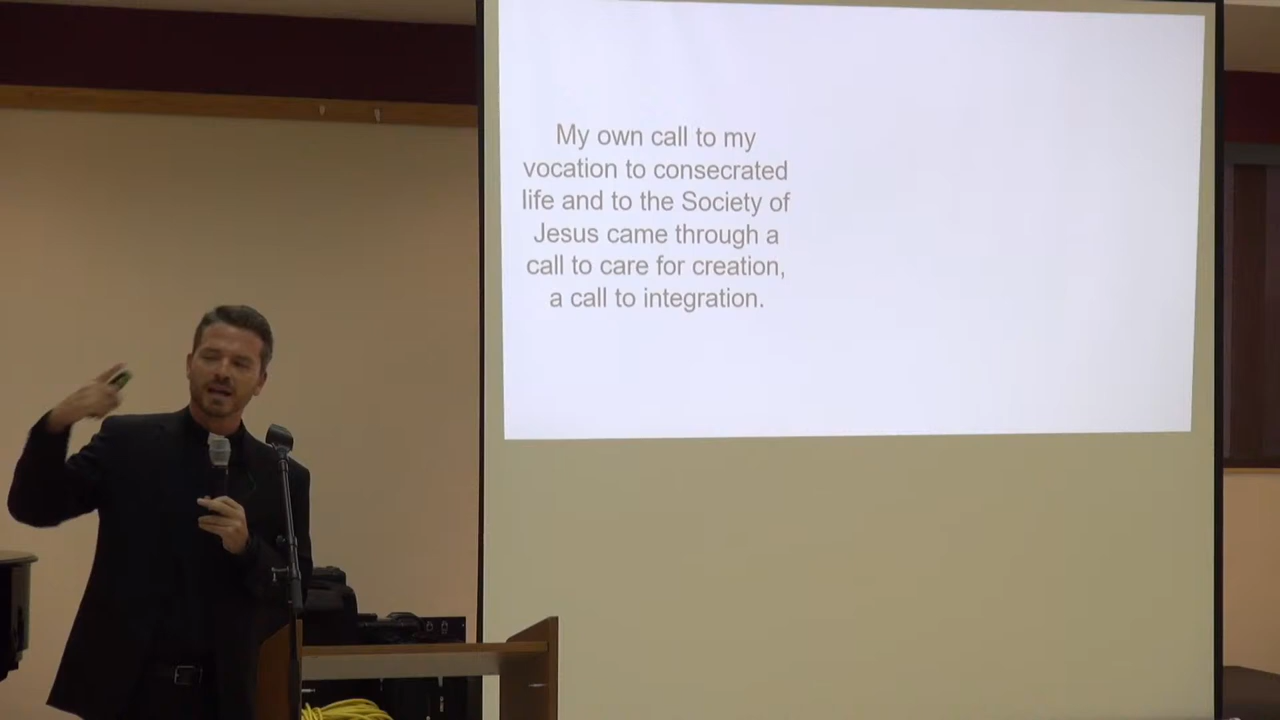 My own call to my
vocation to consecrated
life and to the Society of
Jesus came through a
call to care for creation,
a call to integration.